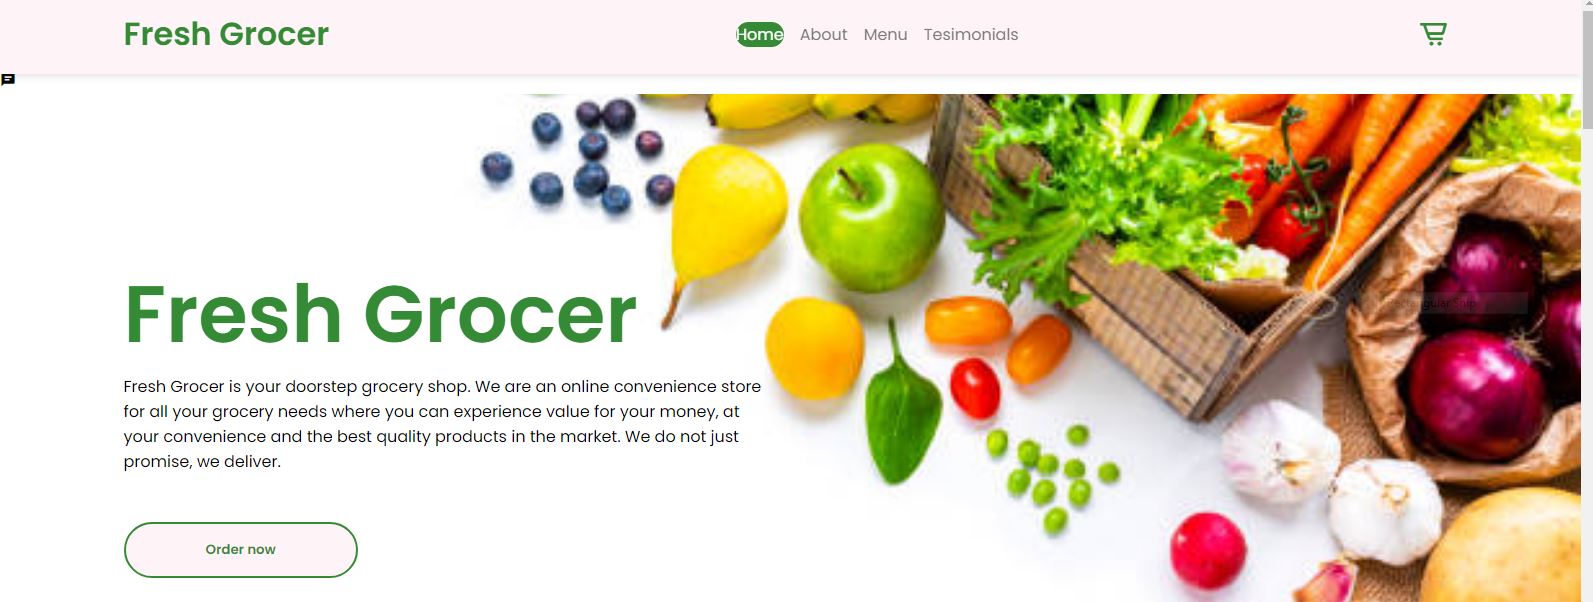 Fresh Grocer
Home About Menu Tesimonials
Rectangular Snip
Fresh Grocer
Fresh Grocer is your doorstep grocery shop. We are an online convenience store
for all your grocery needs where you can experience value for your money, at
your convenience and the best quality products in the market. We do not just
promise, we deliver.
Order now